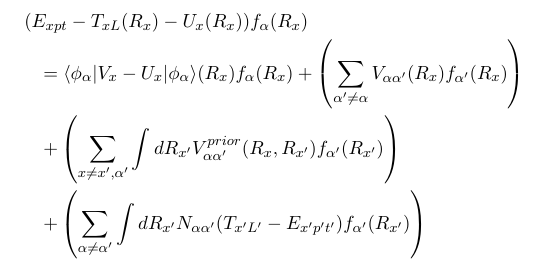 (E_{xpt} − T_{xL}(R_x) − U_x(R_x))f_α(R_x)
= ⟨ϕ_α|V_x − U_x|ϕ_α⟩(R_x)f_α(R_x) + (∑_{α′≠α} V_{αα′}(R_x)f_{α′}(R_x))
+ (∑_{x≠x′,α′} ∫ dR_{x′}V^{prior}_{αα′}(R_x, R_{x′})f_{α′}(R_{x′}))
+ (∑_{α≠α′} ∫ dR_{x′}N_{αα′}(T_{x′L′} − E_{x′p′t′})f_{α′}(R_{x′}))